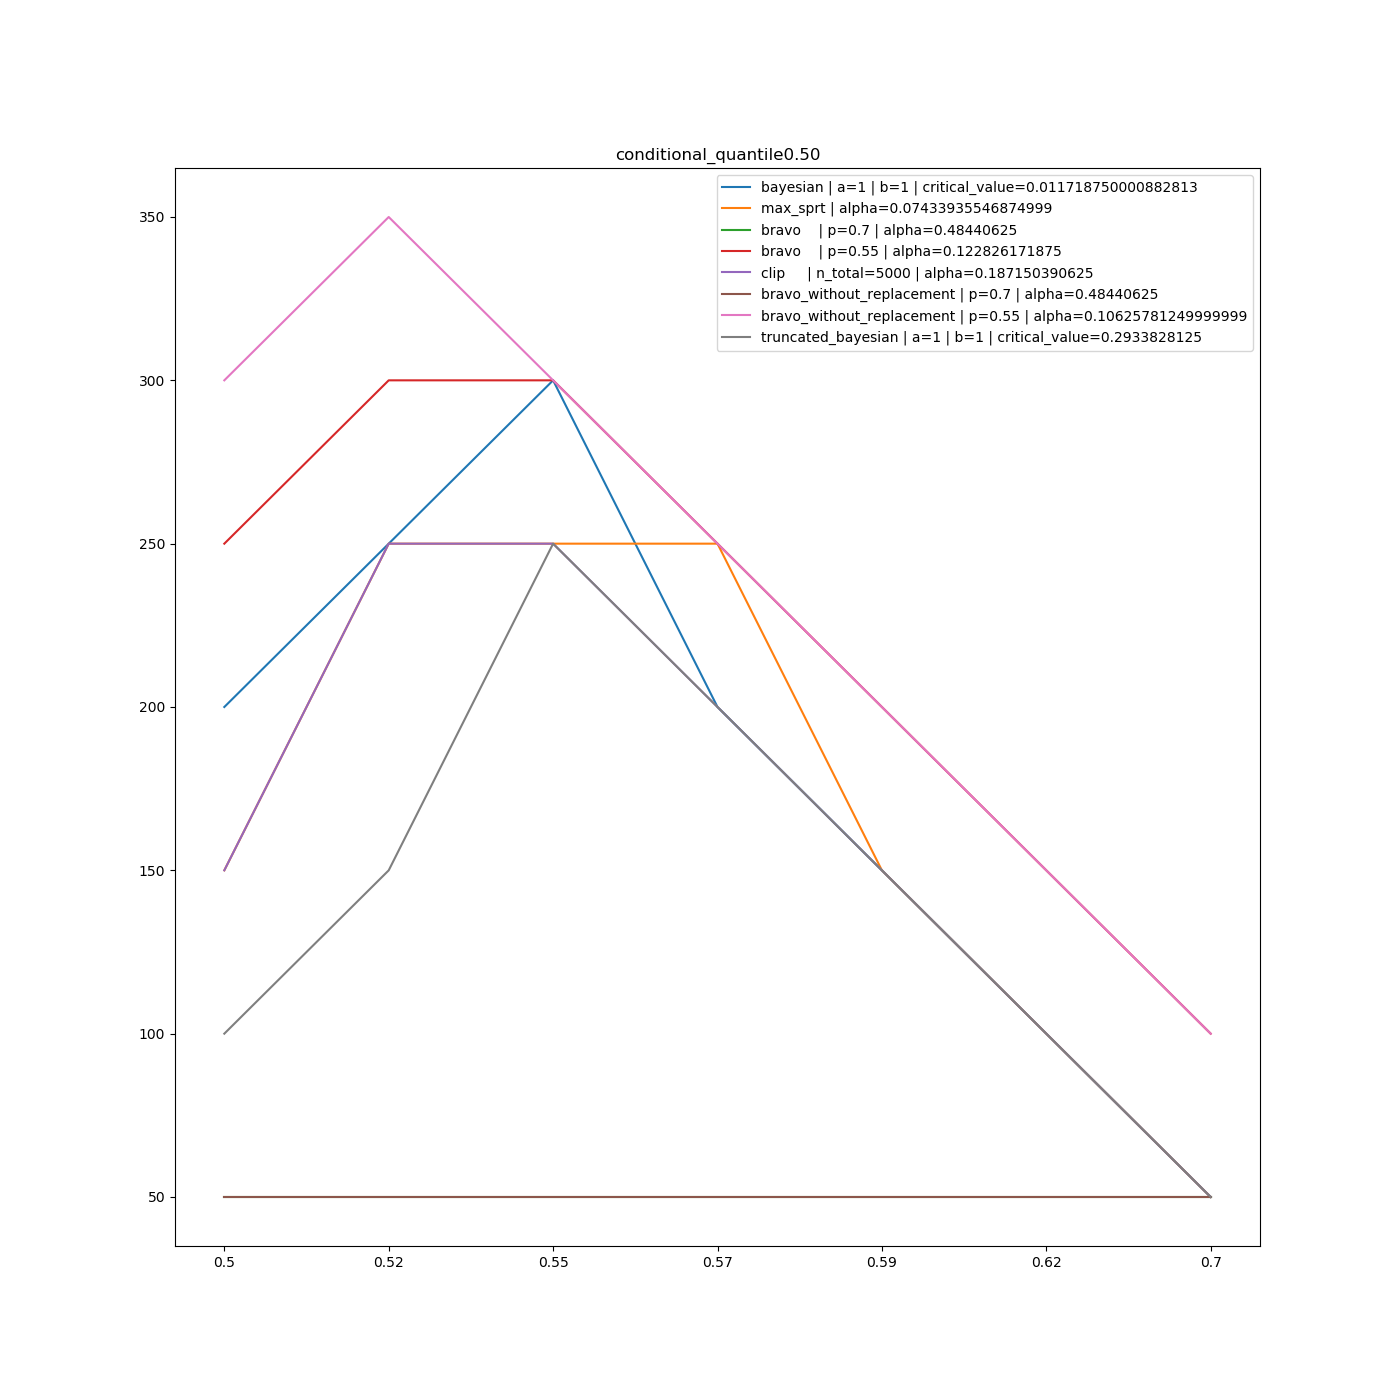 conditional_quantile0.50
bayesian | a=1 | b=1 | critical_value=0.011718750000882813
max_sprt | alpha=0.07433935546874999
bravo    | p=0.7 | alpha=0.48440625
bravo    | p=0.55 | alpha=0.122826171875
clip     | n_total=5000 | alpha=0.187150390625
bravo_without_replacement | p=0.7 | alpha=0.48440625
bravo_without_replacement | p=0.55 | alpha=0.10625781249999999
truncated_bayesian | a=1 | b=1 | critical_value=0.2933828125
350
300
250
200
150
100
50
0.5 0.52 0.55 0.57 0.59 0.62 0.7